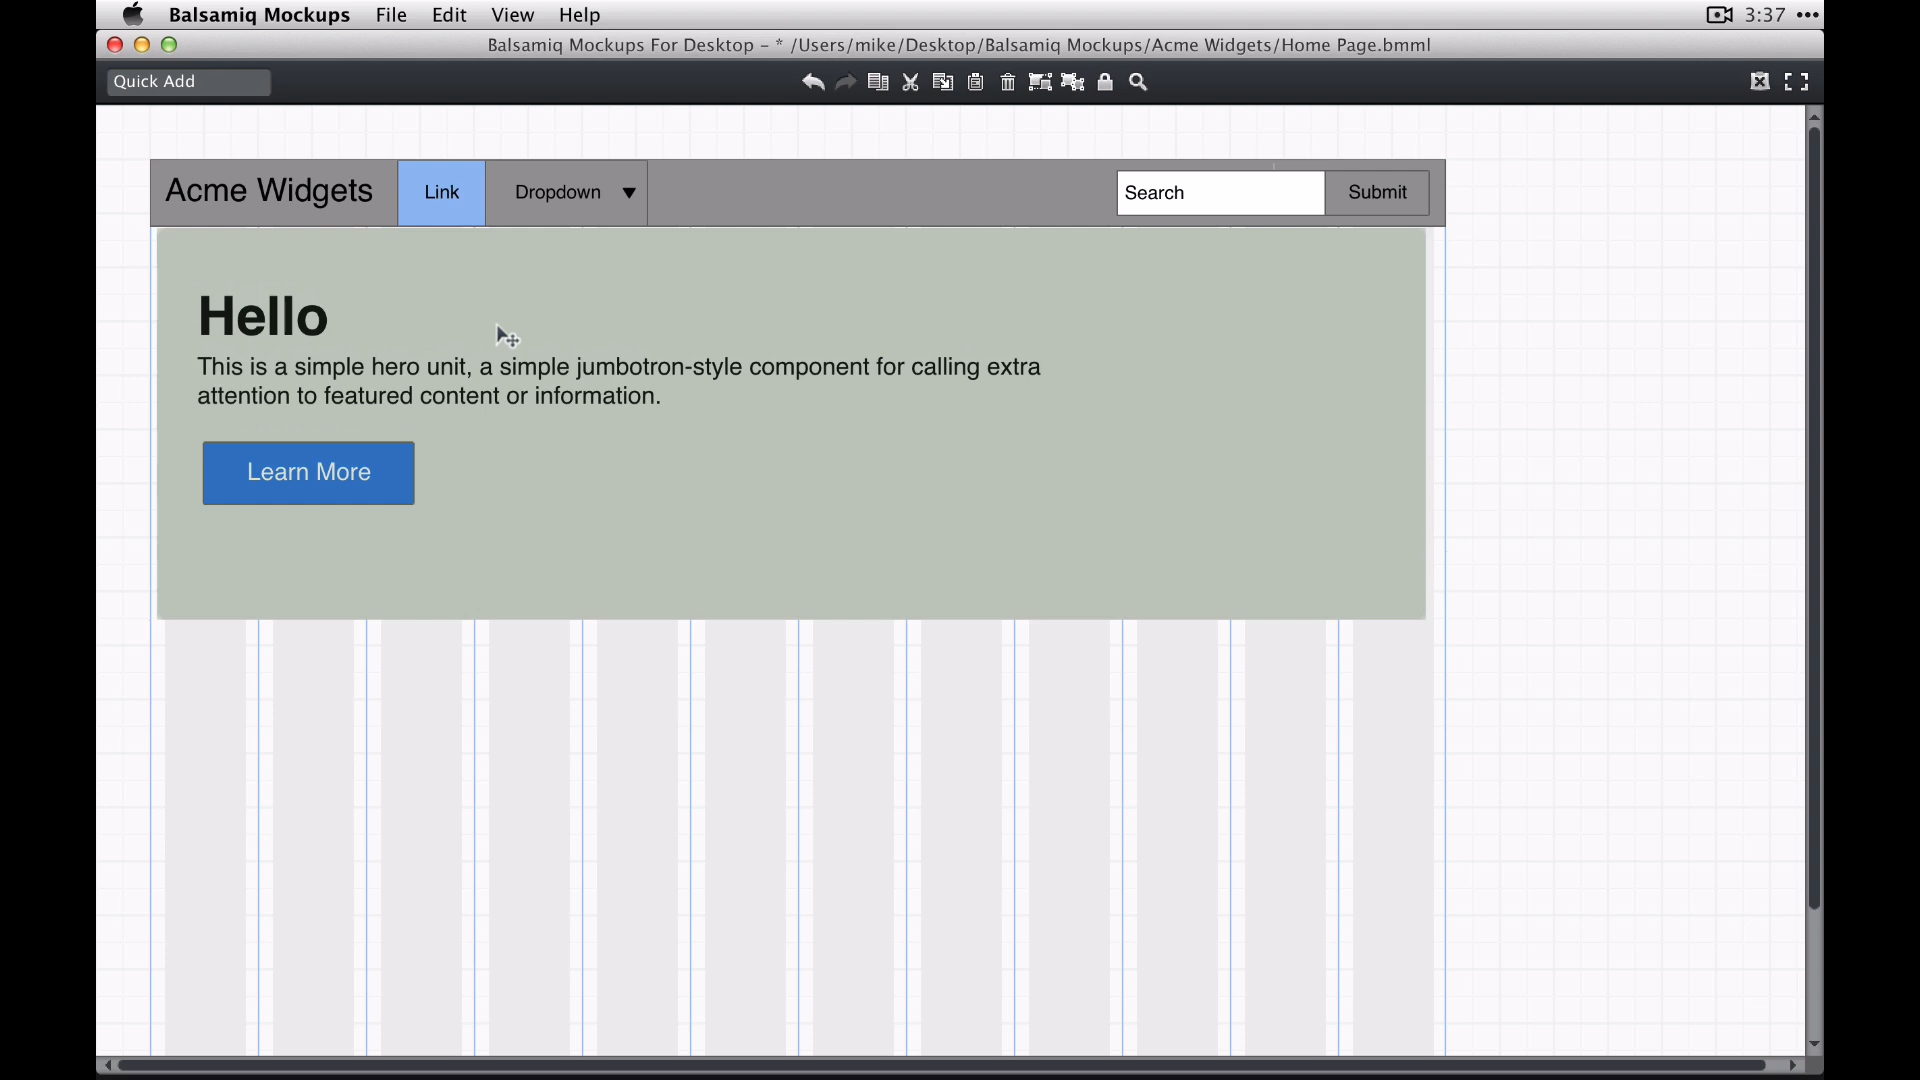 Balsamiq Mockups File Edit View Help 3:37
Balsamiq Mockups For Desktop – * /Users/mike/Desktop/Balsamiq Mockups/Acme Widgets/Home Page.bmml
Quick Add
Acme Widgets Link Dropdown Search Submit
Hello
This is a simple hero unit, a simple jumbotron-style component for calling extra
attention to featured content or information.
Learn More